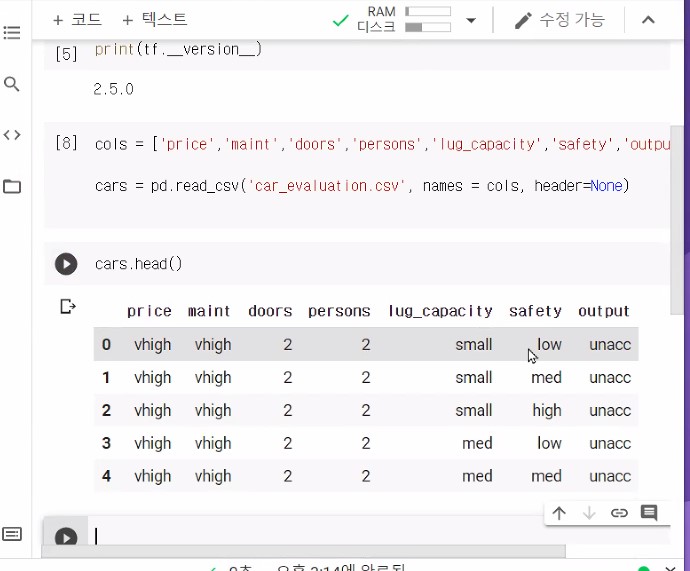 + 코드 + 텍스트
RAM
디스크
수정 가능
[5] print(tf.__version__)
2.5.0
[8] cols = ['price','maint','doors','persons','lug_capacity','safety','outpu
cars = pd.read_csv('car_evaluation.csv', names = cols, header=None)
cars.head()
price maint doors persons lug_capacity safety output
0 vhigh vhigh 2 2 small low unacc
1 vhigh vhigh 2 2 small med unacc
2 vhigh vhigh 2 2 small high unacc
3 vhigh vhigh 2 2 med low unacc
4 vhigh vhigh 2 2 med med unacc